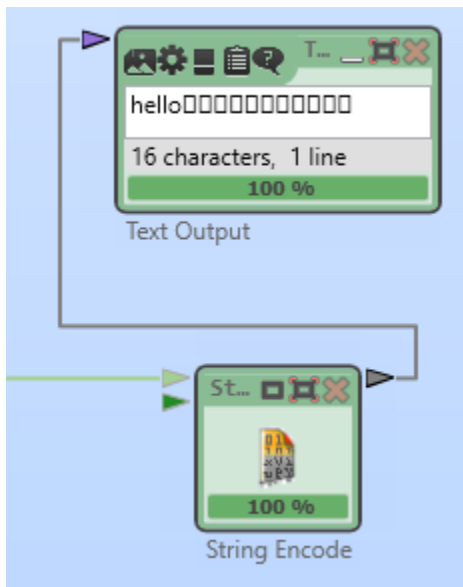 T...
hello▯▯▯▯▯▯▯▯▯▯▯
16 characters, 1 line
100 %
Text Output
St...
100 %
String Encode